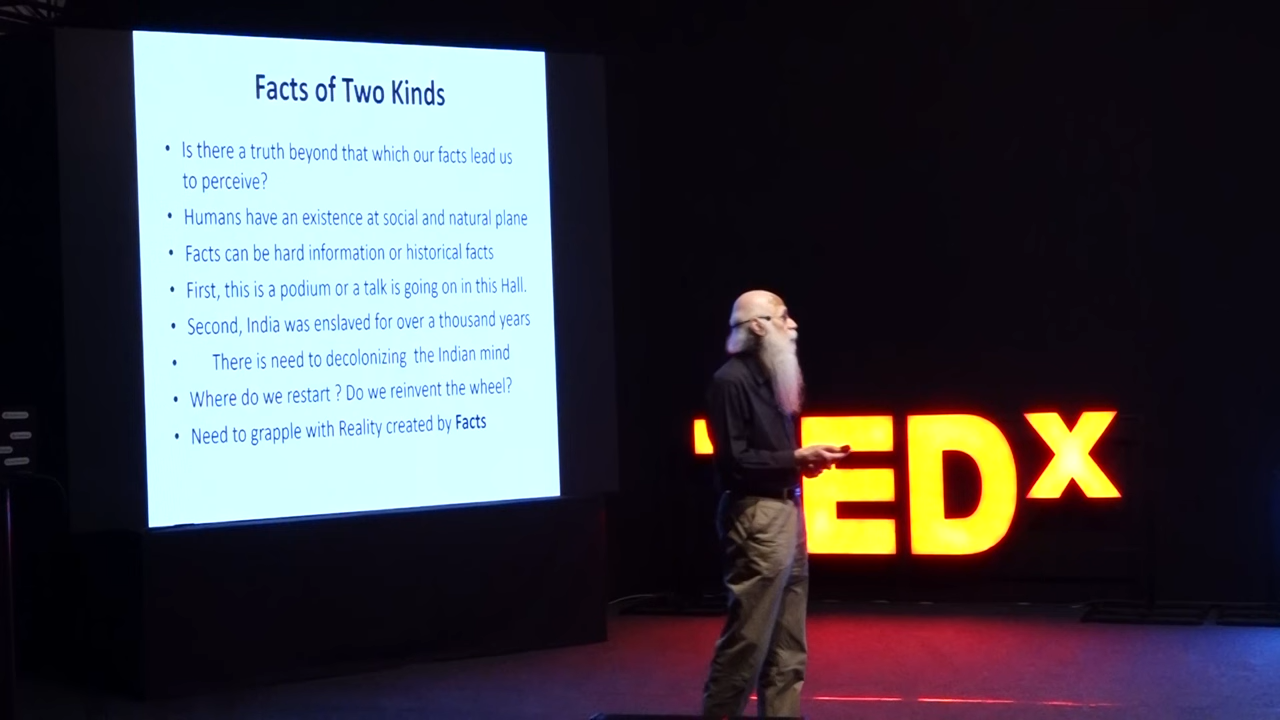 Facts of Two Kinds
• Is there a truth beyond that which our facts lead us
to perceive?
• Humans have an existence at social and natural plane
• Facts can be hard information or historical facts
• First, this is a podium or a talk is going on in this Hall.
• Second, India was enslaved for over a thousand years
• There is need to decolonizing the Indian mind
• Where do we restart ? Do we reinvent the wheel?
• Need to grapple with Reality created by Facts
TEDx